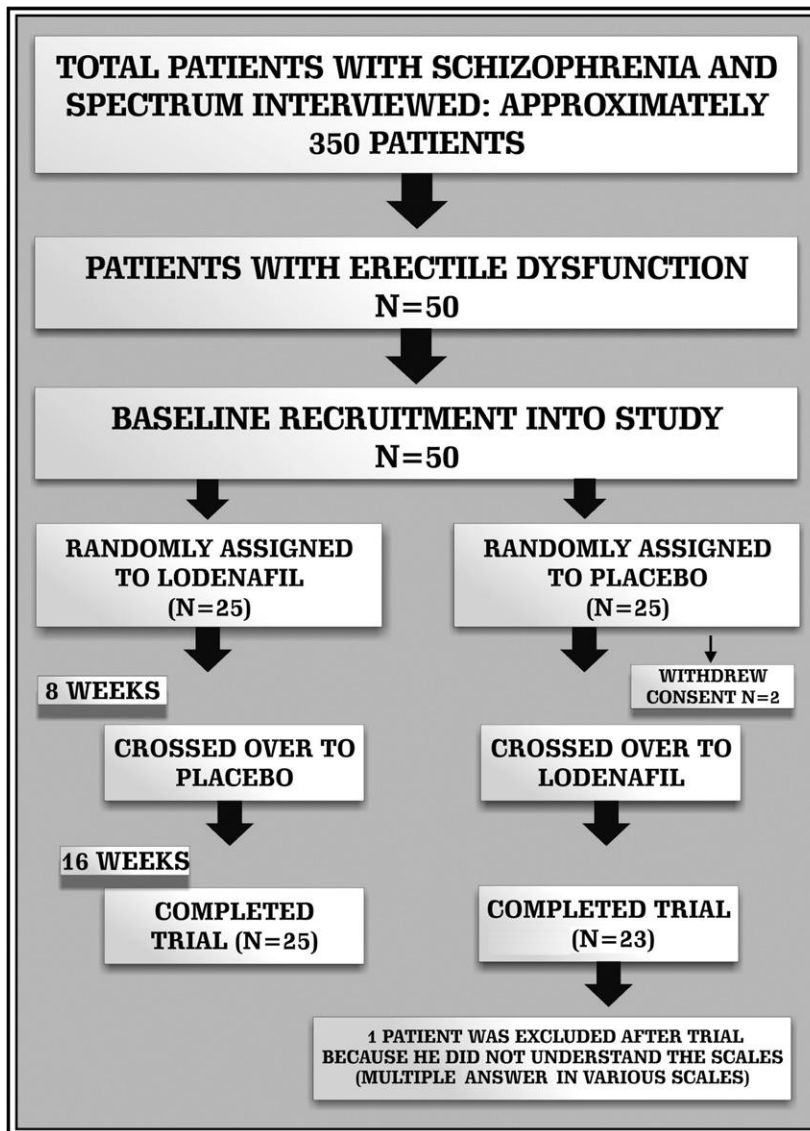 TOTAL PATIENTS WITH SCHIZOPHRENIA AND
SPECTRUM INTERVIEWED: APPROXIMATELY
350 PATIENTS
PATIENTS WITH ERECTILE DYSFUNCTION
N=50
BASELINE RECRUITMENT INTO STUDY
N=50
RANDOMLY ASSIGNED
TO LODENAFIL
(N=25)
RANDOMLY ASSIGNED
TO PLACEBO
(N=25)
8 WEEKS
WITHDREW
CONSENT N=2
CROSSED OVER TO
PLACEBO
CROSSED OVER TO
LODENAFIL
16 WEEKS
COMPLETED
TRIAL (N=25)
COMPLETED TRIAL
(N=23)
1 PATIENT WAS EXCLUDED AFTER TRIAL
BECAUSE HE DID NOT UNDERSTAND THE SCALES
(MULTIPLE ANSWER IN VARIOUS SCALES)